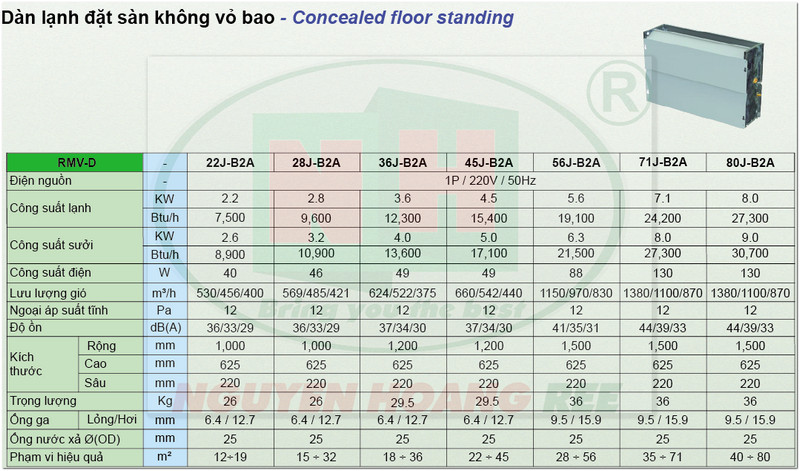 Dàn lạnh đặt sàn không vỏ bao - Concealed floor standing
RMV-D - 22J-B2A 28J-B2A 36J-B2A 45J-B2A 56J-B2A 71J-B2A 80J-B2A
Điện nguồn - 1P / 220V / 50Hz
Công suất lạnh KW 2.2 2.8 3.6 4.5 5.6 7.1 8.0
Btu/h 7,500 9,600 12,300 15,400 19,100 24,200 27,300
Công suất sưởi KW 2.6 3.2 4.0 5.0 6.3 8.0 9.0
Btu/h 8,900 10,900 13,600 17,100 21,500 27,300 30,700
Công suất điện W 40 46 49 49 88 130 130
Lưu lượng gió m³/h 530/456/400 569/485/421 624/522/375 660/542/440 1150/970/830 1380/1100/870 1380/1100/870
Ngoại áp suất tĩnh Pa 12 12 12 12 12 12 12
Độ ồn dB(A) 36/33/29 36/33/29 37/34/30 37/34/30 41/35/31 44/39/33 44/39/33
Kích thước Rộng mm 1,000 1,000 1,200 1,200 1,500 1,500 1,500
Cao mm 625 625 625 625 625 625 625
Sâu mm 220 220 220 220 220 220 220
Trọng lượng Kg 26 26 29.5 29.5 36 36 36
Ống ga Lỏng/Hơi mm 6.4 / 12.7 6.4 / 12.7 6.4 / 12.7 6.4 / 12.7 9.5 / 15.9 9.5 / 15.9 9.5 / 15.9
Ống nước xả Ø(OD) mm 25 25 25 25 25 25 25
Phạm vi hiệu quả m² 12÷19 15 ÷ 32 18 ÷ 36 22 ÷ 45 28 ÷ 56 35 ÷ 71 40 ÷ 80
NH
®
Bring you the best
NGUYEN HOANG REE